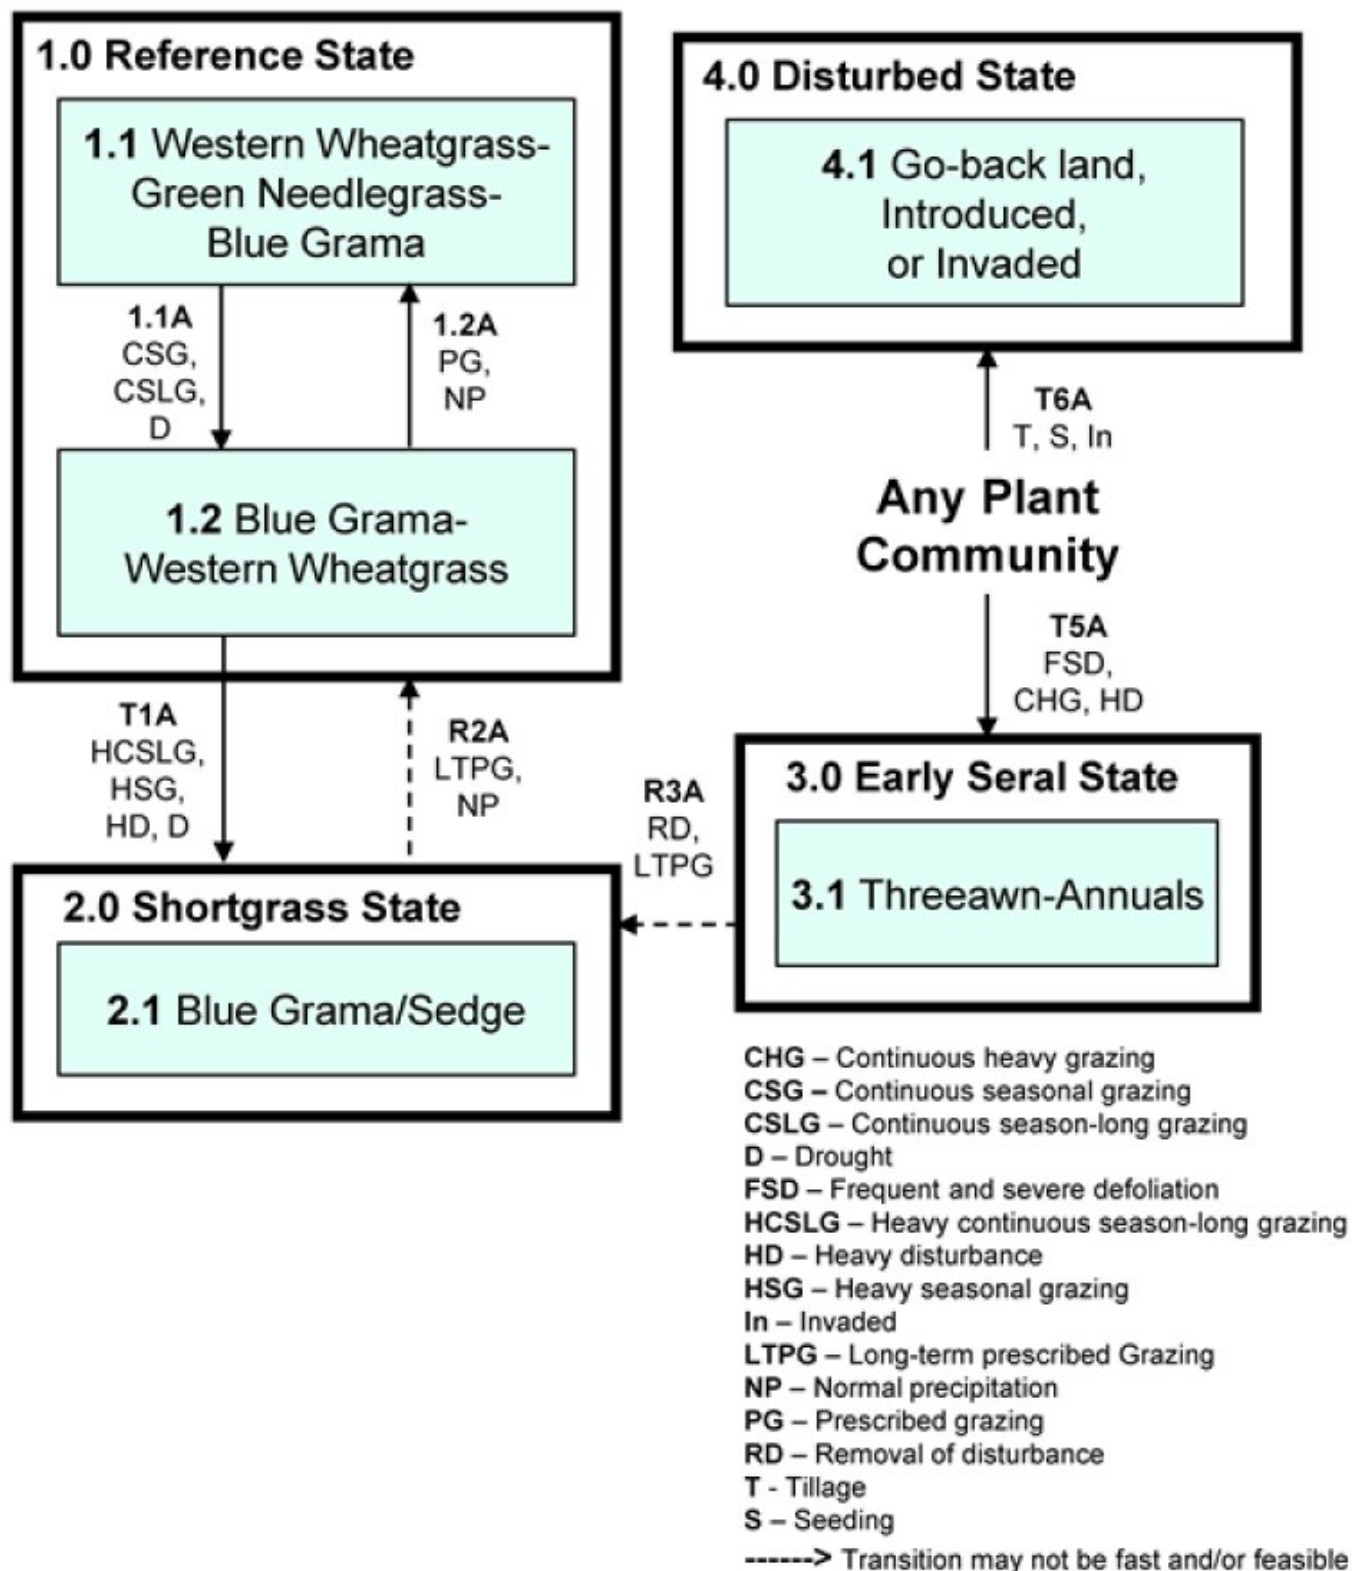 1.0 Reference State
1.1 Western Wheatgrass-
Green Needlegrass-
Blue Grama
1.1A
CSG,
CSLG,
D
1.2A
PG,
NP
1.2 Blue Grama-
Western Wheatgrass
T1A
HCSLG,
HSG,
HD, D
R2A
LTPG,
NP
2.0 Shortgrass State
2.1 Blue Grama/Sedge
4.0 Disturbed State
4.1 Go-back land,
Introduced,
or Invaded
T6A
T, S, In
Any Plant
Community
T5A
FSD,
CHG, HD
R3A
RD,
LTPG
3.0 Early Seral State
3.1 Threeawn-Annuals
CHG – Continuous heavy grazing
CSG – Continuous seasonal grazing
CSLG – Continuous season-long grazing
D – Drought
FSD – Frequent and severe defoliation
HCSLG – Heavy continuous season-long grazing
HD – Heavy disturbance
HSG – Heavy seasonal grazing
In – Invaded
LTPG – Long-term prescribed Grazing
NP – Normal precipitation
PG – Prescribed grazing
RD – Removal of disturbance
T - Tillage
S – Seeding
------> Transition may not be fast and/or feasible